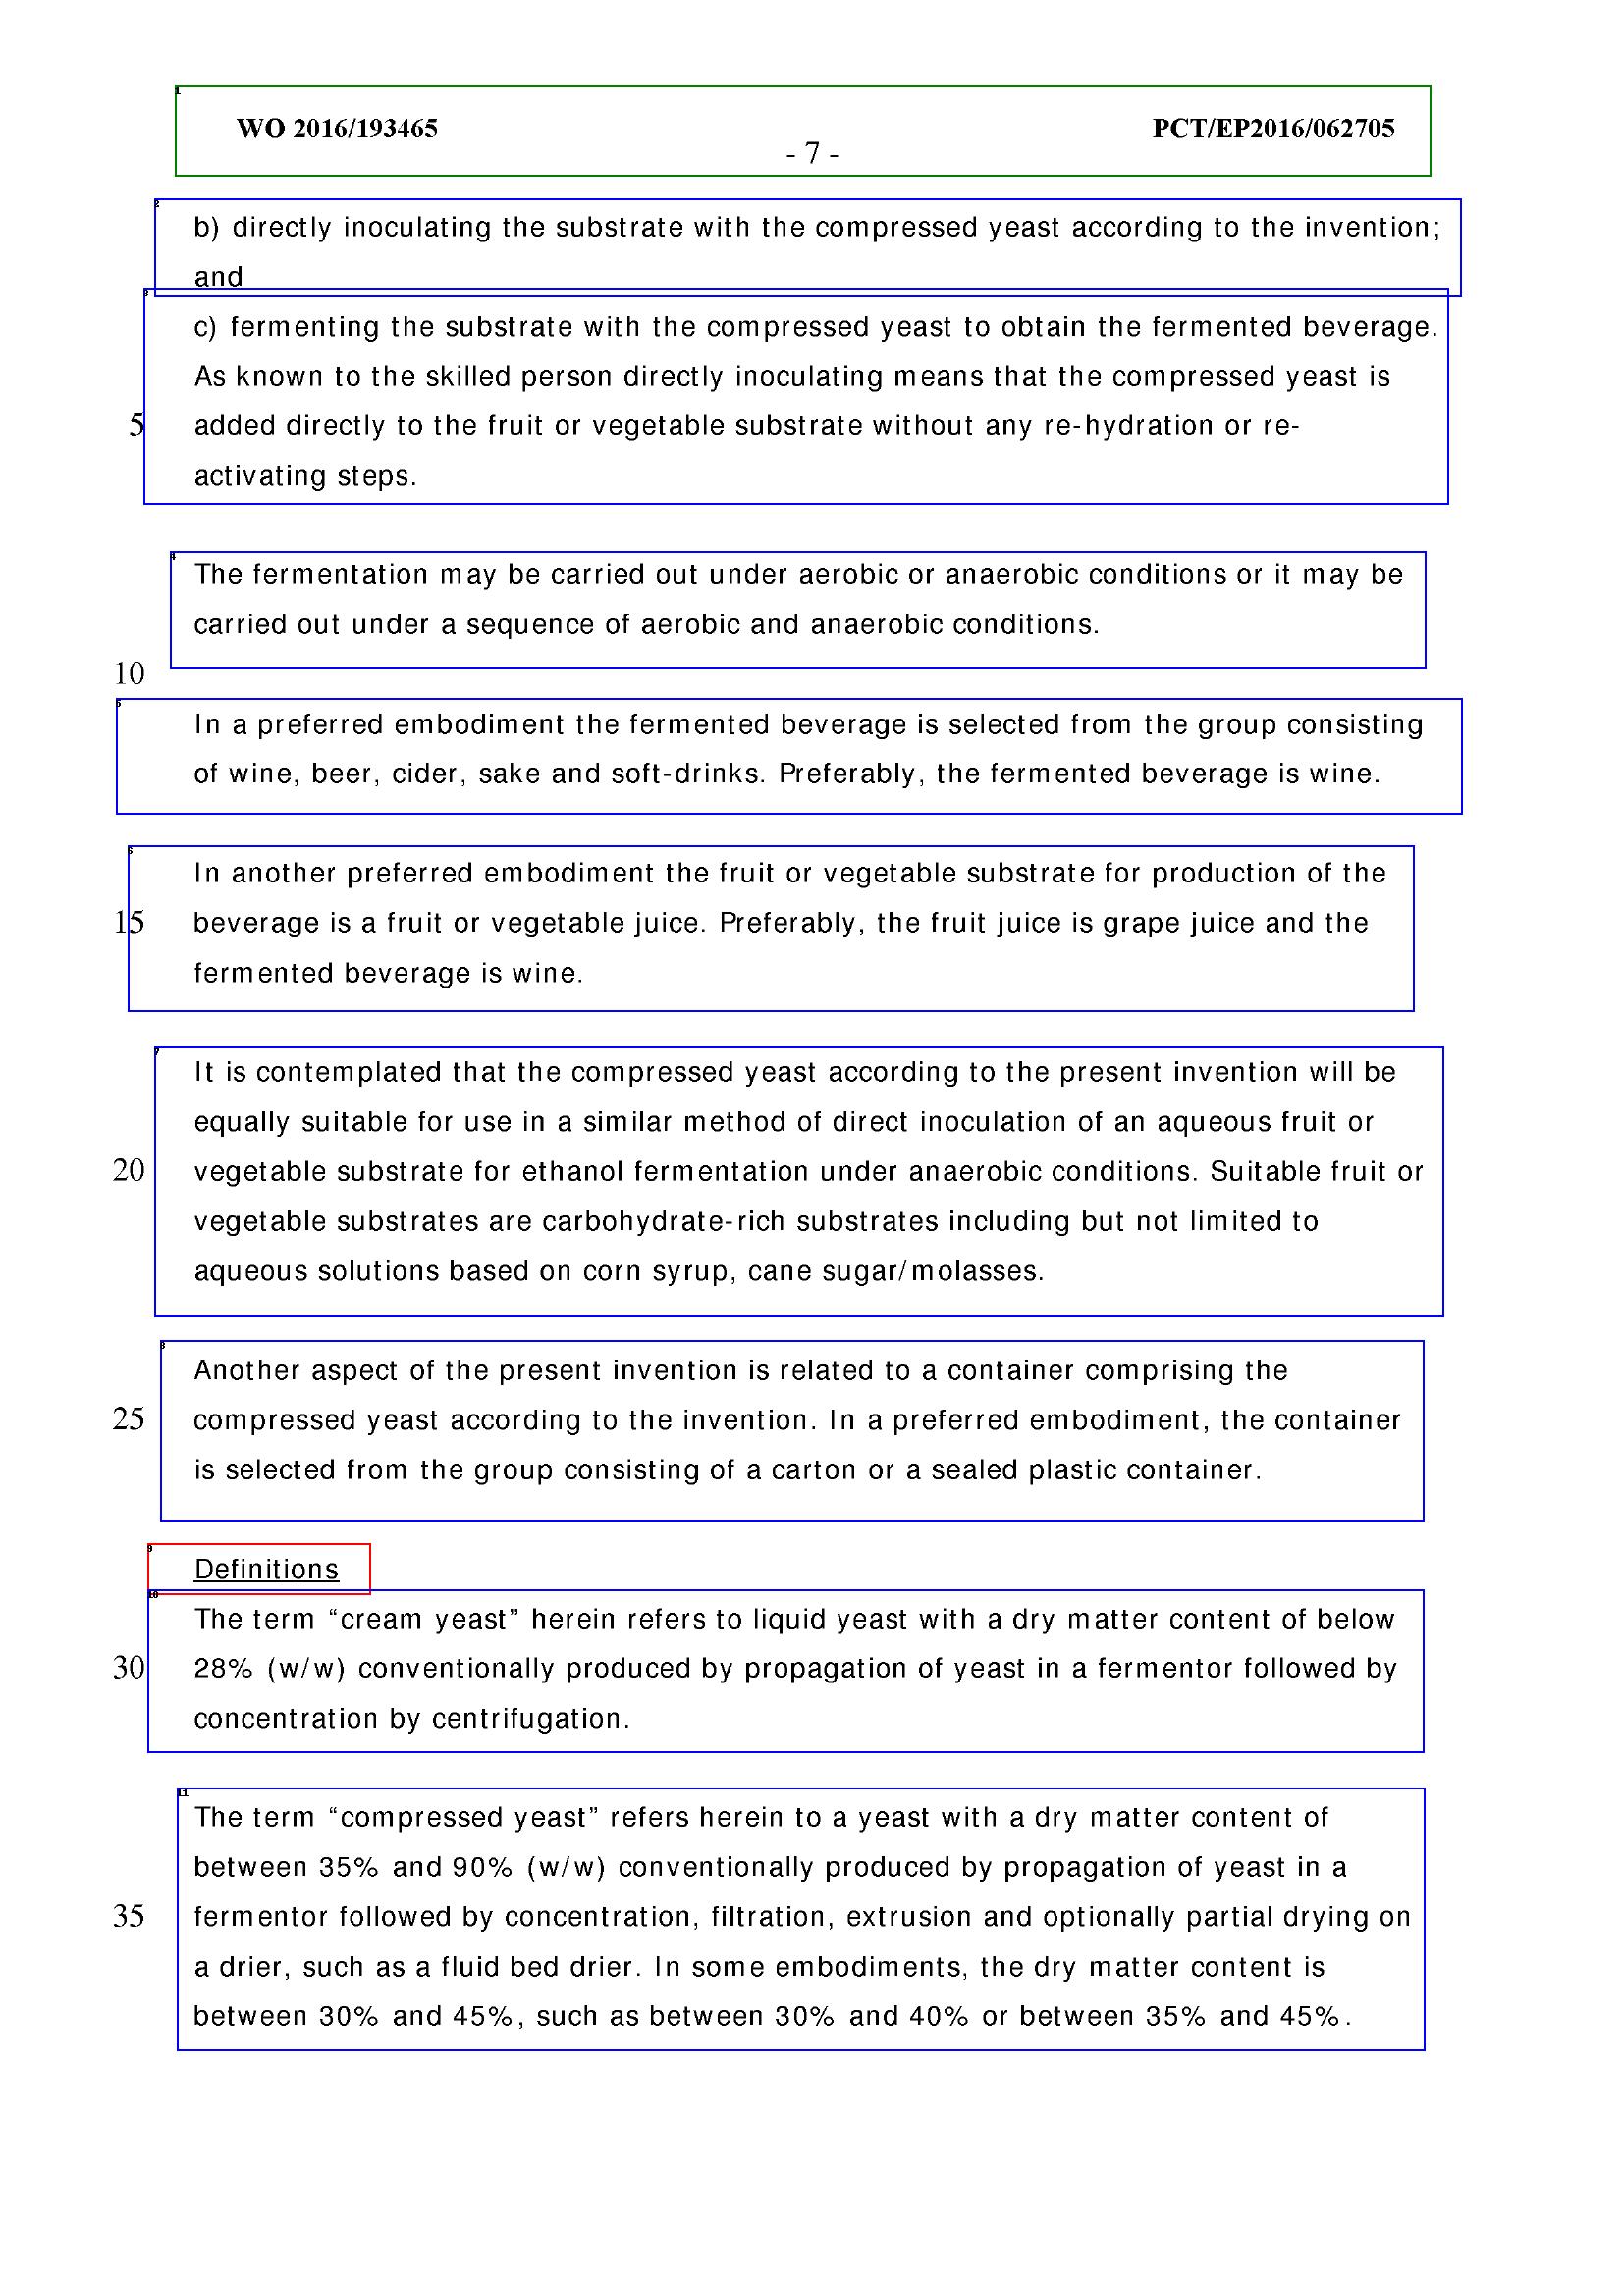 1
WO 2016/193465 PCT/EP2016/062705
- 7 -
2
b) directly inoculating the substrate with the compressed yeast according to the invention;
and
3
c) fermenting the substrate with the compressed yeast to obtain the fermented beverage.
As known to the skilled person directly inoculating means that the compressed yeast is
5 added directly to the fruit or vegetable substrate without any re-hydration or re-
activating steps.
4
The fermentation may be carried out under aerobic or anaerobic conditions or it may be
carried out under a sequence of aerobic and anaerobic conditions.
10
5
In a preferred embodiment the fermented beverage is selected from the group consisting
of wine, beer, cider, sake and soft-drinks. Preferably, the fermented beverage is wine.
6
In another preferred embodiment the fruit or vegetable substrate for production of the
15 beverage is a fruit or vegetable juice. Preferably, the fruit juice is grape juice and the
fermented beverage is wine.
7
It is contemplated that the compressed yeast according to the present invention will be
equally suitable for use in a similar method of direct inoculation of an aqueous fruit or
20 vegetable substrate for ethanol fermentation under anaerobic conditions. Suitable fruit or
vegetable substrates are carbohydrate-rich substrates including but not limited to
aqueous solutions based on corn syrup, cane sugar/molasses.
8
Another aspect of the present invention is related to a container comprising the
25 compressed yeast according to the invention. In a preferred embodiment, the container
is selected from the group consisting of a carton or a sealed plastic container.
9
Definitions
10
The term “cream yeast” herein refers to liquid yeast with a dry matter content of below
30 28% (w/w) conventionally produced by propagation of yeast in a fermentor followed by
concentration by centrifugation.
11
The term “compressed yeast” refers herein to a yeast with a dry matter content of
between 35% and 90% (w/w) conventionally produced by propagation of yeast in a
35 fermentor followed by concentration, filtration, extrusion and optionally partial drying on
a drier, such as a fluid bed drier. In some embodiments, the dry matter content is
between 30% and 45%, such as between 30% and 40% or between 35% and 45%.